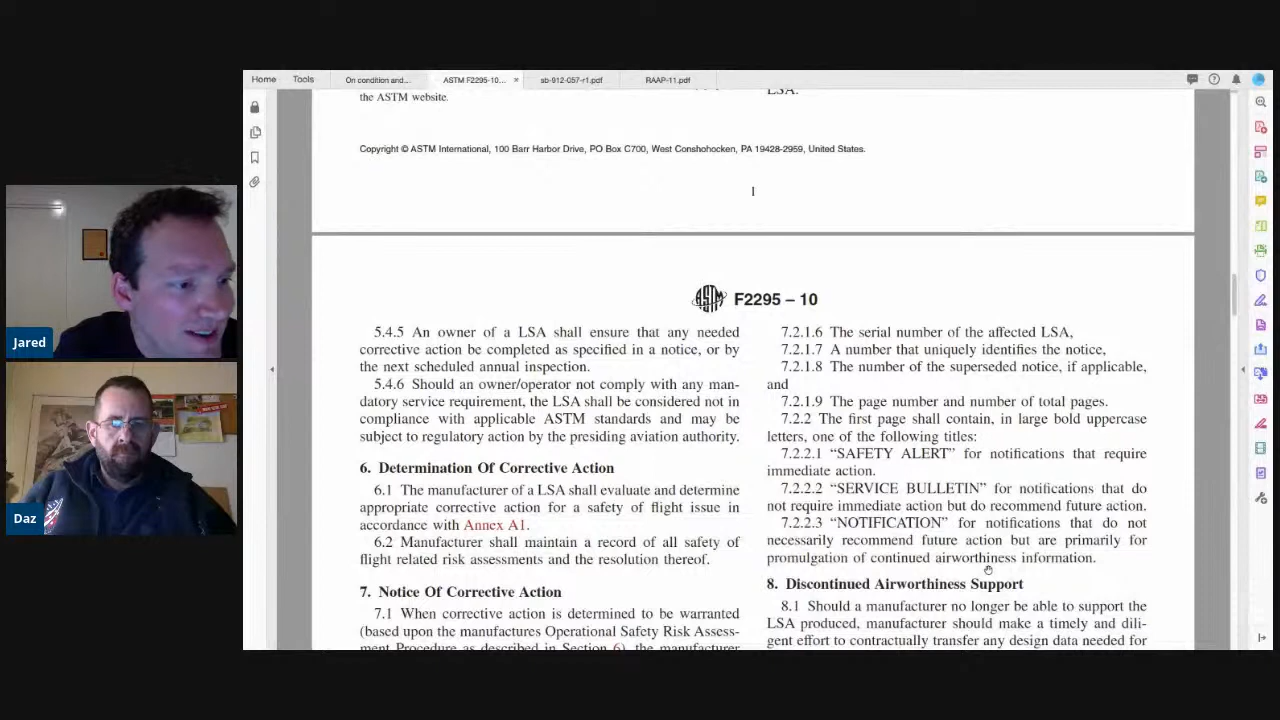 Home
Tools
On condition and...
ASTM F2295-10...
×
sb-912-057-r1.pdf
RAAP-11.pdf
the ASTM website.
LSA.
Copyright © ASTM International, 100 Barr Harbor Drive, PO Box C700, West Conshohocken, PA 19428-2959, United States.
1
ASTM
F2295 – 10
5.4.5 An owner of a LSA shall ensure that any needed
corrective action be completed as specified in a notice, or by
the next scheduled annual inspection.
5.4.6 Should an owner/operator not comply with any man-
datory service requirement, the LSA shall be considered not in
compliance with applicable ASTM standards and may be
subject to regulatory action by the presiding aviation authority.
6. Determination Of Corrective Action
6.1 The manufacturer of a LSA shall evaluate and determine
appropriate corrective action for a safety of flight issue in
accordance with Annex A1.
6.2 Manufacturer shall maintain a record of all safety of
flight related risk assessments and the resolution thereof.
7. Notice Of Corrective Action
7.1 When corrective action is determined to be warranted
(based upon the manufactures Operational Safety Risk Assess-
ment Procedure as described in Section 6), the manufacturer
7.2.1.6 The serial number of the affected LSA,
7.2.1.7 A number that uniquely identifies the notice,
7.2.1.8 The number of the superseded notice, if applicable,
and
7.2.1.9 The page number and number of total pages.
7.2.2 The first page shall contain, in large bold uppercase
letters, one of the following titles:
7.2.2.1 “SAFETY ALERT” for notifications that require
immediate action.
7.2.2.2 “SERVICE BULLETIN” for notifications that do
not require immediate action but do recommend future action.
7.2.2.3 “NOTIFICATION” for notifications that do not
necessarily recommend future action but are primarily for
promulgation of continued airworthiness information.
8. Discontinued Airworthiness Support
8.1 Should a manufacturer no longer be able to support the
LSA produced, manufacturer should make a timely and dili-
gent effort to contractually transfer any design data needed for
Jared
Daz